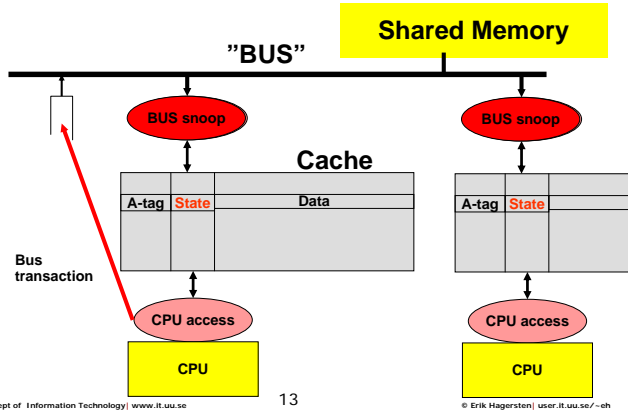 Shared Memory
”BUS”
BUS snoop
BUS snoop
Cache
A-tag State Data
A-tag State
Bus
transaction
CPU access
CPU access
CPU
CPU
ept of Information Technology| www.it.uu.se
13
© Erik Hagersten| user.it.uu.se/~eh